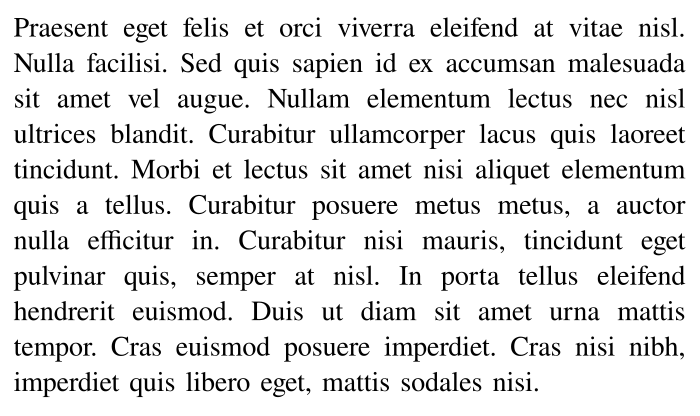 Praesent eget felis et orci viverra eleifend at vitae nisl.
Nulla facilisi. Sed quis sapien id ex accumsan malesuada
sit amet vel augue. Nullam elementum lectus nec nisl
ultrices blandit. Curabitur ullamcorper lacus quis laoreet
tincidunt. Morbi et lectus sit amet nisi aliquet elementum
quis a tellus. Curabitur posuere metus metus, a auctor
nulla efficitur in. Curabitur nisi mauris, tincidunt eget
pulvinar quis, semper at nisl. In porta tellus eleifend
hendrerit euismod. Duis ut diam sit amet urna mattis
tempor. Cras euismod posuere imperdiet. Cras nisi nibh,
imperdiet quis libero eget, mattis sodales nisi.